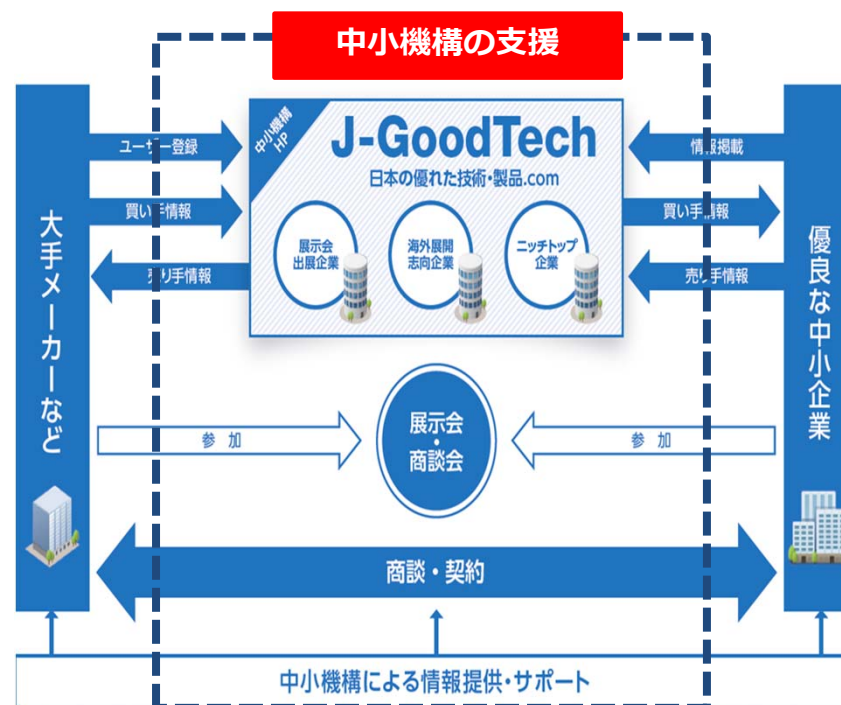 中小機構の支援
中小機構
HP
J-GoodTech
日本の優れた技術・製品.com
展示会
出展企業
海外展開
志向企業
ニッチトップ
企業
ユーザー登録
買い手情報
売り手情報
情報掲載
買い手情報
売り手情報
大手メーカーなど
優良な中小企業
参加
展示会
・
商談会
参加
商談・契約
中小機構による情報提供・サポート